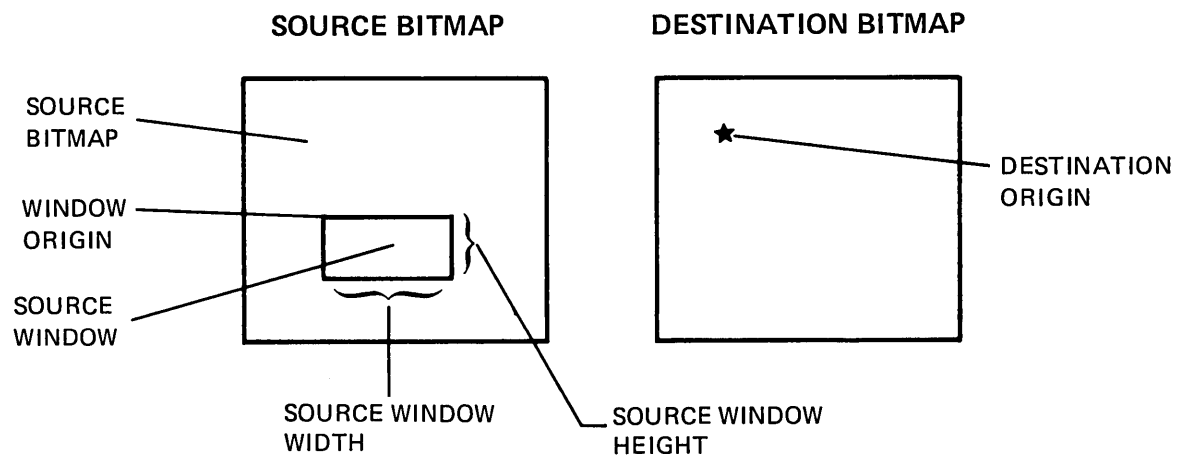 SOURCE BITMAP
DESTINATION BITMAP
SOURCE
BITMAP
WINDOW
ORIGIN
SOURCE
WINDOW
DESTINATION
ORIGIN
SOURCE WINDOW
WIDTH
SOURCE WINDOW
HEIGHT